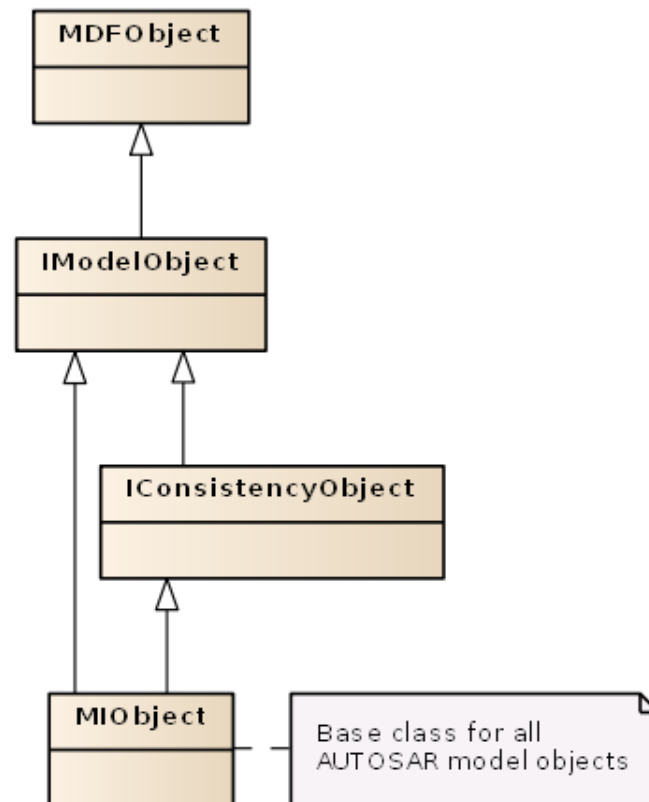 MDFObject
IModelObject
IConsistencyObject
MIObject
Base class for all
AUTOSAR model objects